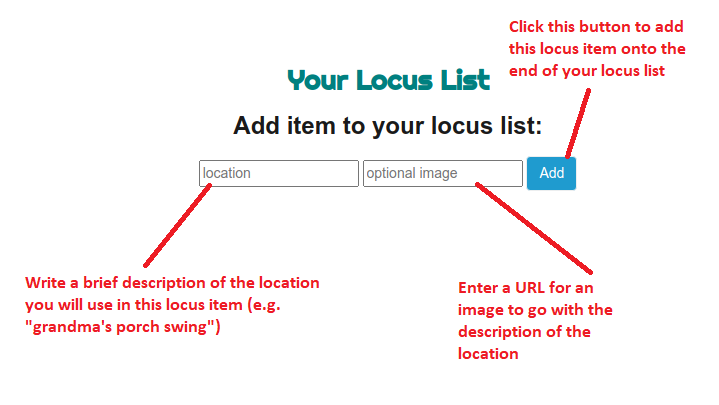 Click this button to add
this locus item onto the
end of your locus list
Your Locus List
Add item to your locus list:
location
optional image
Add
Write a brief description of the location
you will use in this locus item (e.g.
"grandma's porch swing")
Enter a URL for an
image to go with the
description of the
location